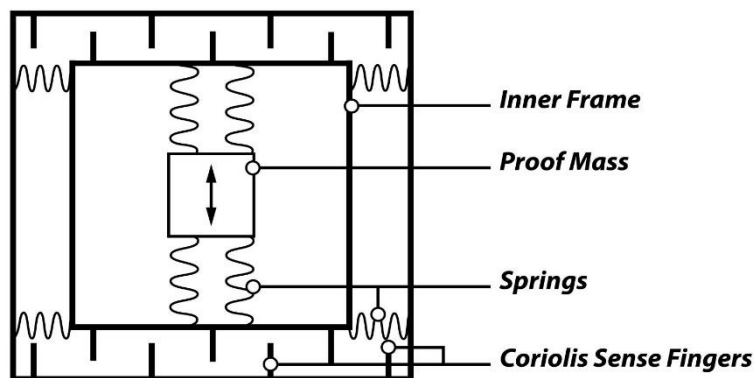 Inner Frame
Proof Mass
Springs
Coriolis Sense Fingers